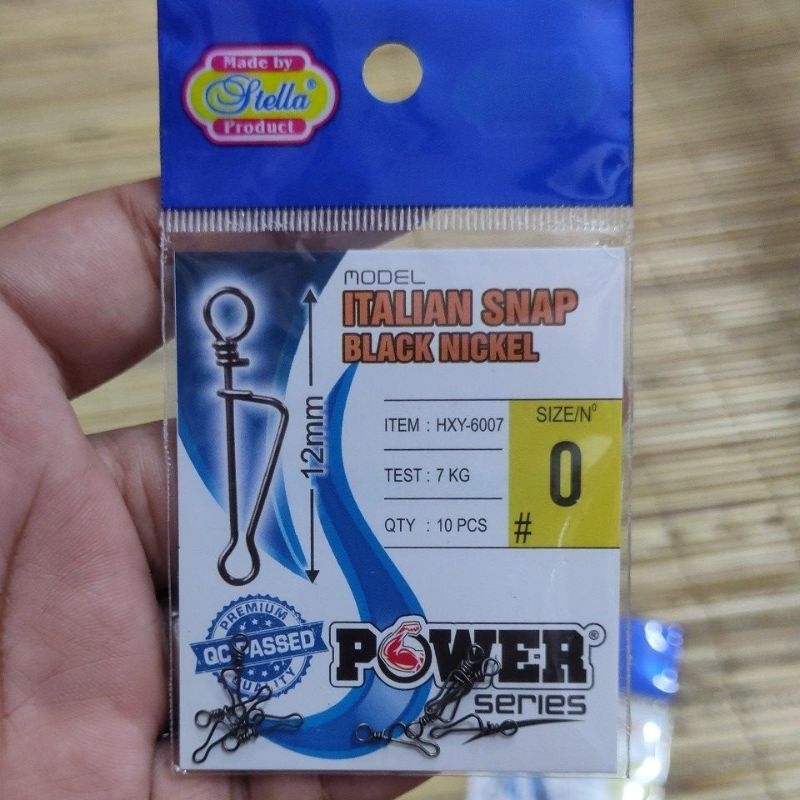 Made by
Stella®
Product
MODEL
ITALIAN SNAP
BLACK NICKEL
12mm
ITEM : HXY-6007
TEST : 7 KG
QTY : 10 PCS
SIZE/N⁰
# 0
PREMIUM
QC PASSED
QUALITY
POWER®
series